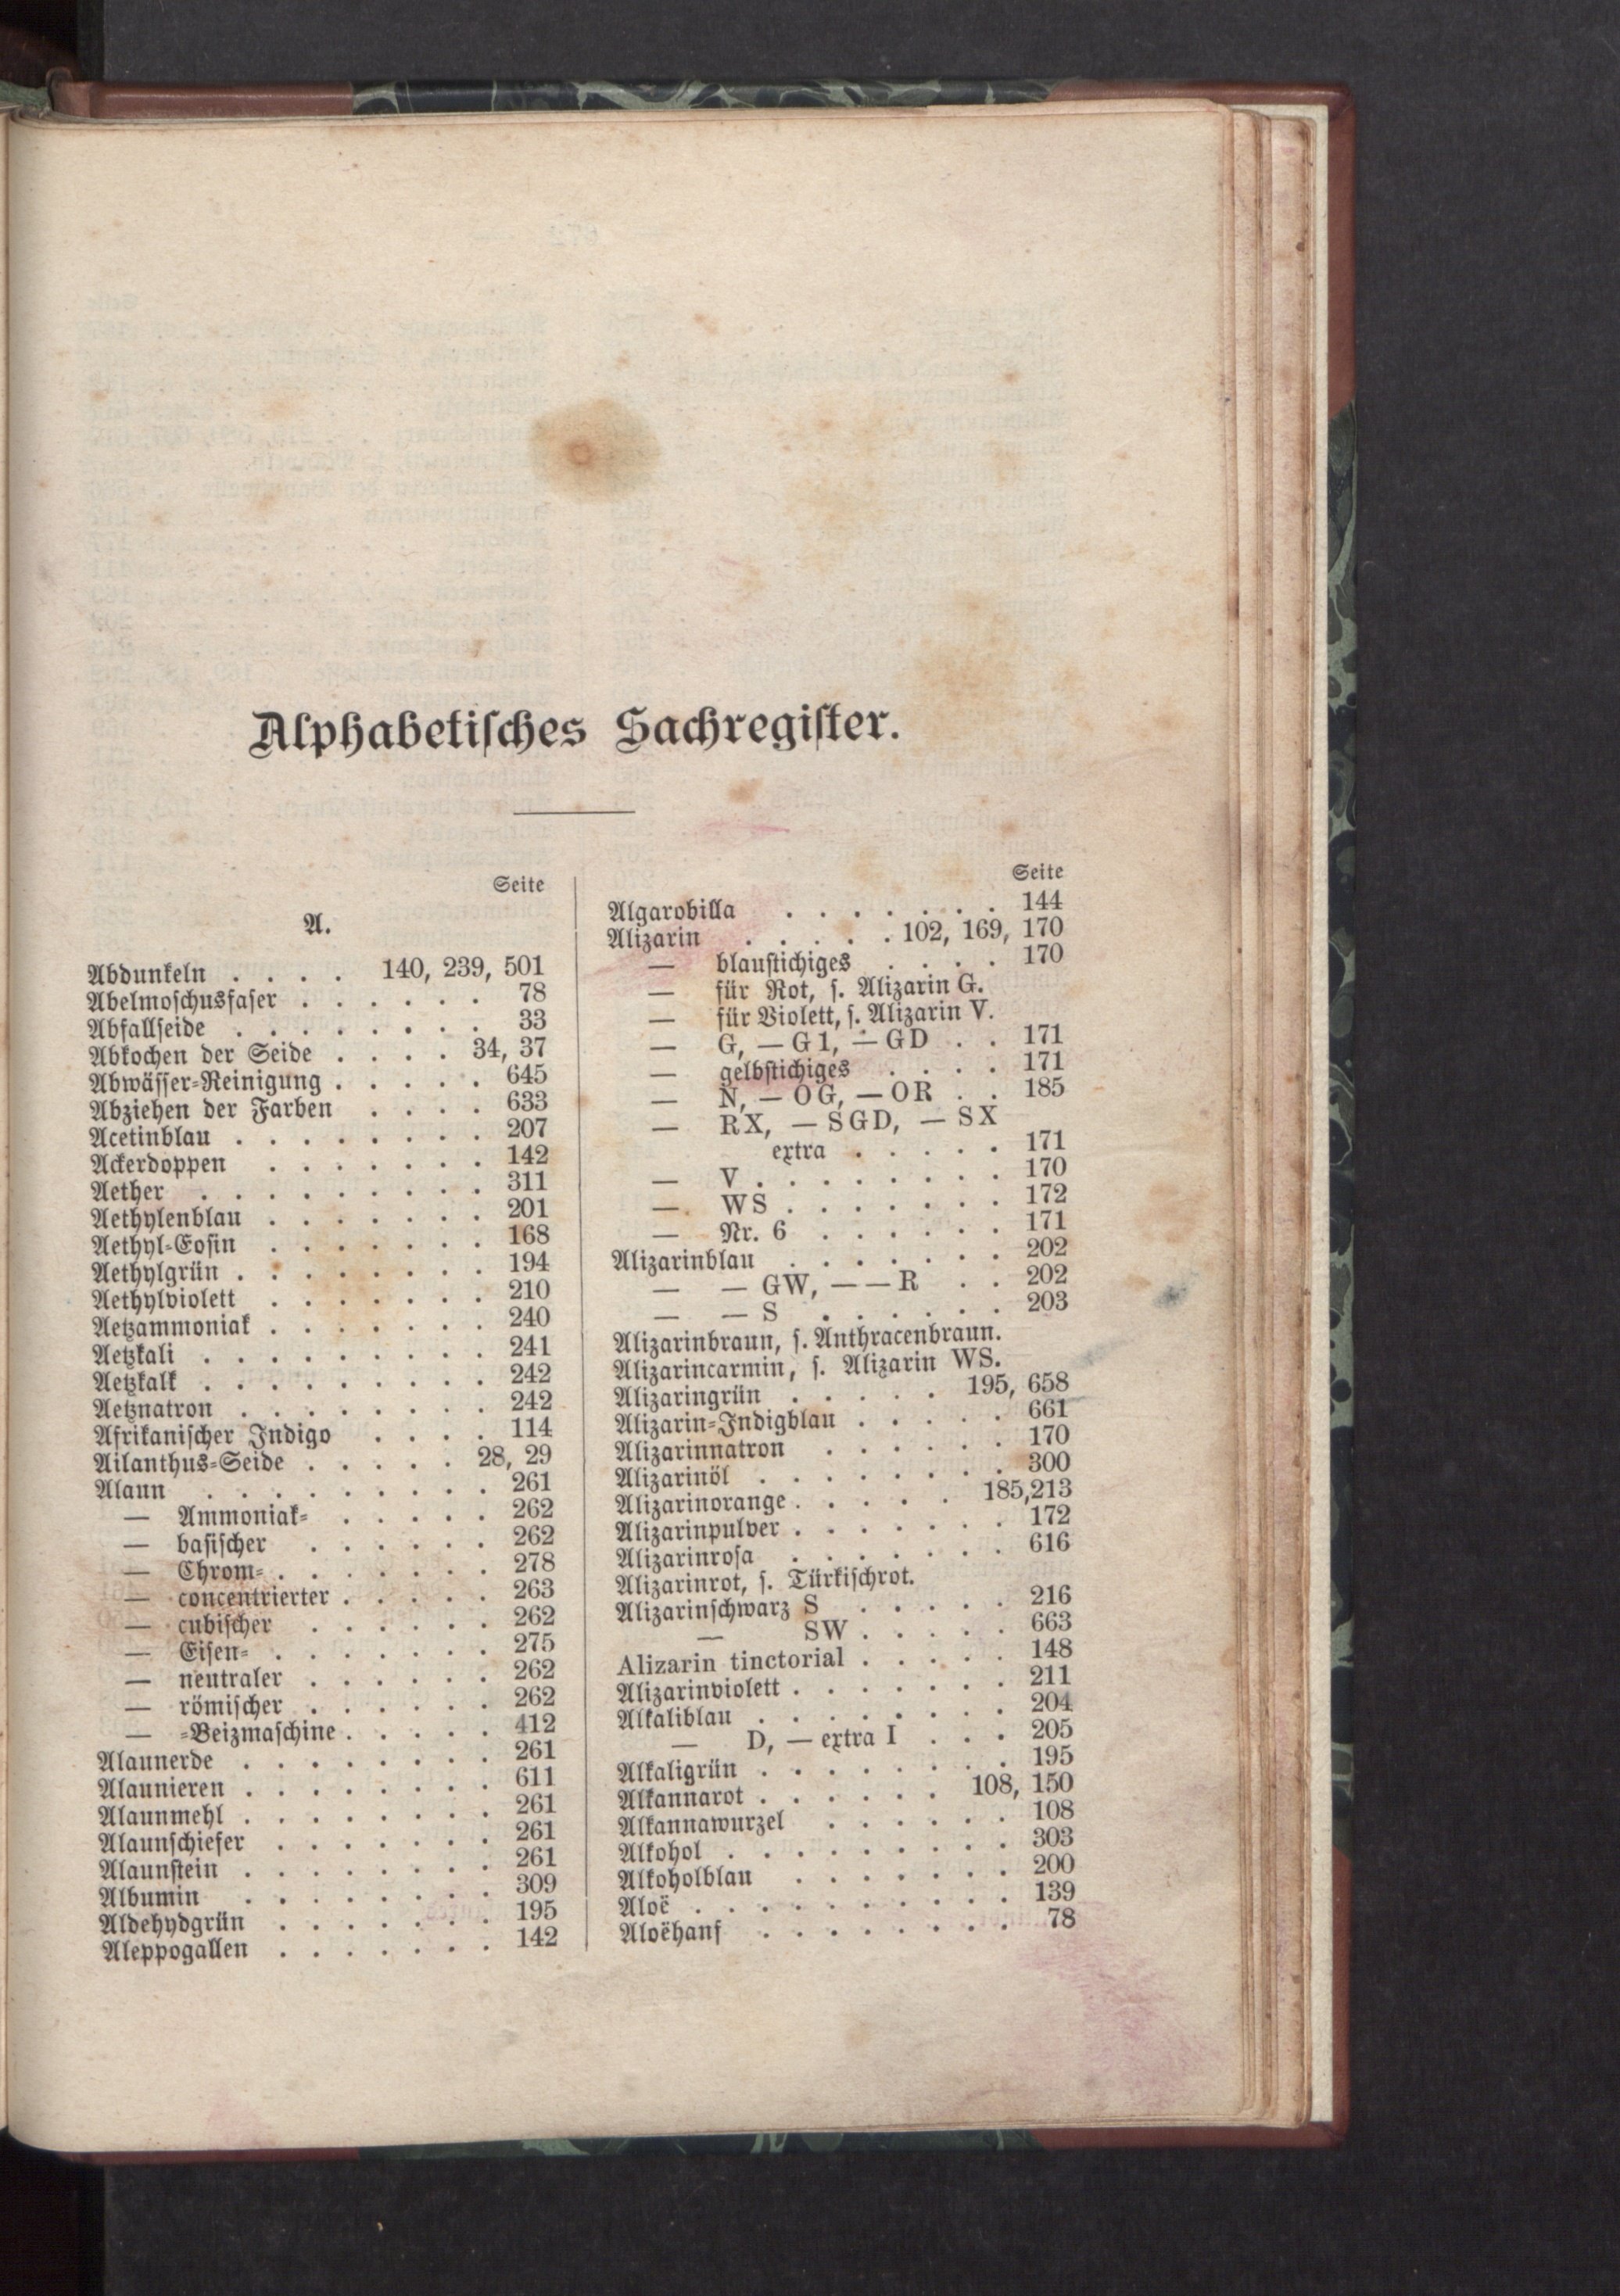 Alphabetisches Sachregister.
Seite
A.
Abdunkeln . . . . 140, 239, 501
Abelmoschusfaser . . . . . . 78
Abfallseide . . . . . . . . 33
Abkochen der Seide . . . . 34, 37
Abwässer-Reinigung . . . . . 645
Abziehen der Farben . . . . 633
Acetinblau . . . . . . . . 207
Ackerdoppen . . . . . . . 142
Aether . . . . . . . . . 311
Aethylenblau . . . . . . . 201
Aethyl-Eosin . . . . . . . 168
Aethylgrün . . . . . . . . 194
Aethylviolett . . . . . . . 210
Aetzammoniak . . . . . . . 240
Aetzkali . . . . . . . . . 241
Aetzkalk . . . . . . . . . 242
Aetznatron . . . . . . . . 242
Afrikanischer Indigo . . . . 114
Ailanthus-Seide . . . . . 28, 29
Alaun . . . . . . . . . 261
— Ammoniak- . . . . . 262
— basischer . . . . . . 262
— Chrom- . . . . . . . 278
— concentrierter . . . . . 263
— cubischer . . . . . . 262
— Eisen- . . . . . . . 275
— neutraler . . . . . . 262
— römischer . . . . . . 262
— -Beizmaschine . . . . . 412
Alaunerde . . . . . . . . 261
Alaunieren . . . . . . . . 611
Alaunmehl . . . . . . . . 261
Alaunschiefer . . . . . . . 261
Alaunstein . . . . . . . . 261
Albumin . . . . . . . . 309
Aldehydgrün . . . . . . . 195
Aleppogallen . . . . . . . 142
Seite
Algarobilla . . . . . . . 144
Alizarin . . . . . 102, 169, 170
— blaustichiges . . . . 170
— für Rot, s. Alizarin G.
— für Violett, s. Alizarin V.
— G, — G1, — GD . . 171
— gelbstichiges . . . . 171
— N, — OG, — OR . . 185
— RX, — SGD, — SX
extra . . . . . 171
— V . . . . . . . . 170
— WS . . . . . . . 172
— Nr. 6 . . . . . . 171
Alizarinblau . . . . . . . 202
— — GW, — — R . . 202
— — S . . . . . . 203
Alizarinbraun, s. Anthracenbraun.
Alizarincarmin, s. Alizarin WS.
Alizaringrün . . . . . 195, 658
Alizarin-Indigblau . . . . . 661
Alizarinnatron . . . . . . 170
Alizarinöl . . . . . . . . 300
Alizarinorange . . . . . 185,213
Alizarinpulver . . . . . . . 172
Alizarinrosa . . . . . . . 616
Alizarinrot, s. Türkischrot.
Alizarinschwarz S . . . . . 216
— SW . . . . . 663
Alizarin tinctorial . . . . . 148
Alizarinviolett . . . . . . . 211
Alkaliblau . . . . . . . . 204
— D, — extra I . . . 205
Alkaligrün . . . . . . . . 195
Alkannarot . . . . . . 108, 150
Alkannawurzel . . . . . . 108
Alkohol . . . . . . . . . 303
Alkoholblau . . . . . . . 200
Aloë . . . . . . . . . . 139
Aloëhanf . . . . . . . . 78